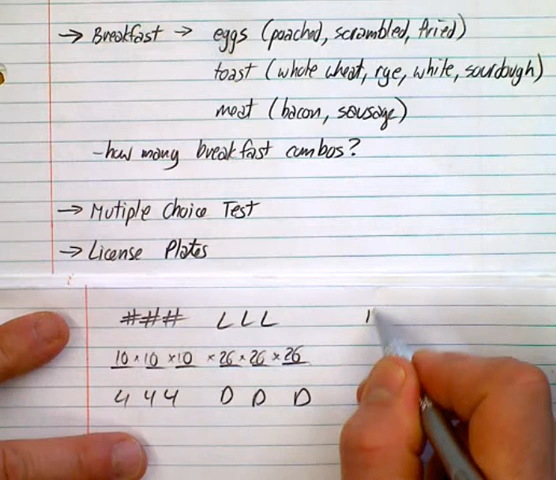 → Breakfast → eggs (poached, scrambled, fried)
toast (whole wheat, rye, white, sourdough)
meat (bacon, sausage)
- how many breakfast combos?
→ Mutiple Choice Test
→ License Plates
### LLL
10 × 10 × 10 × 26 × 26 × 26
4 4 4 D D D